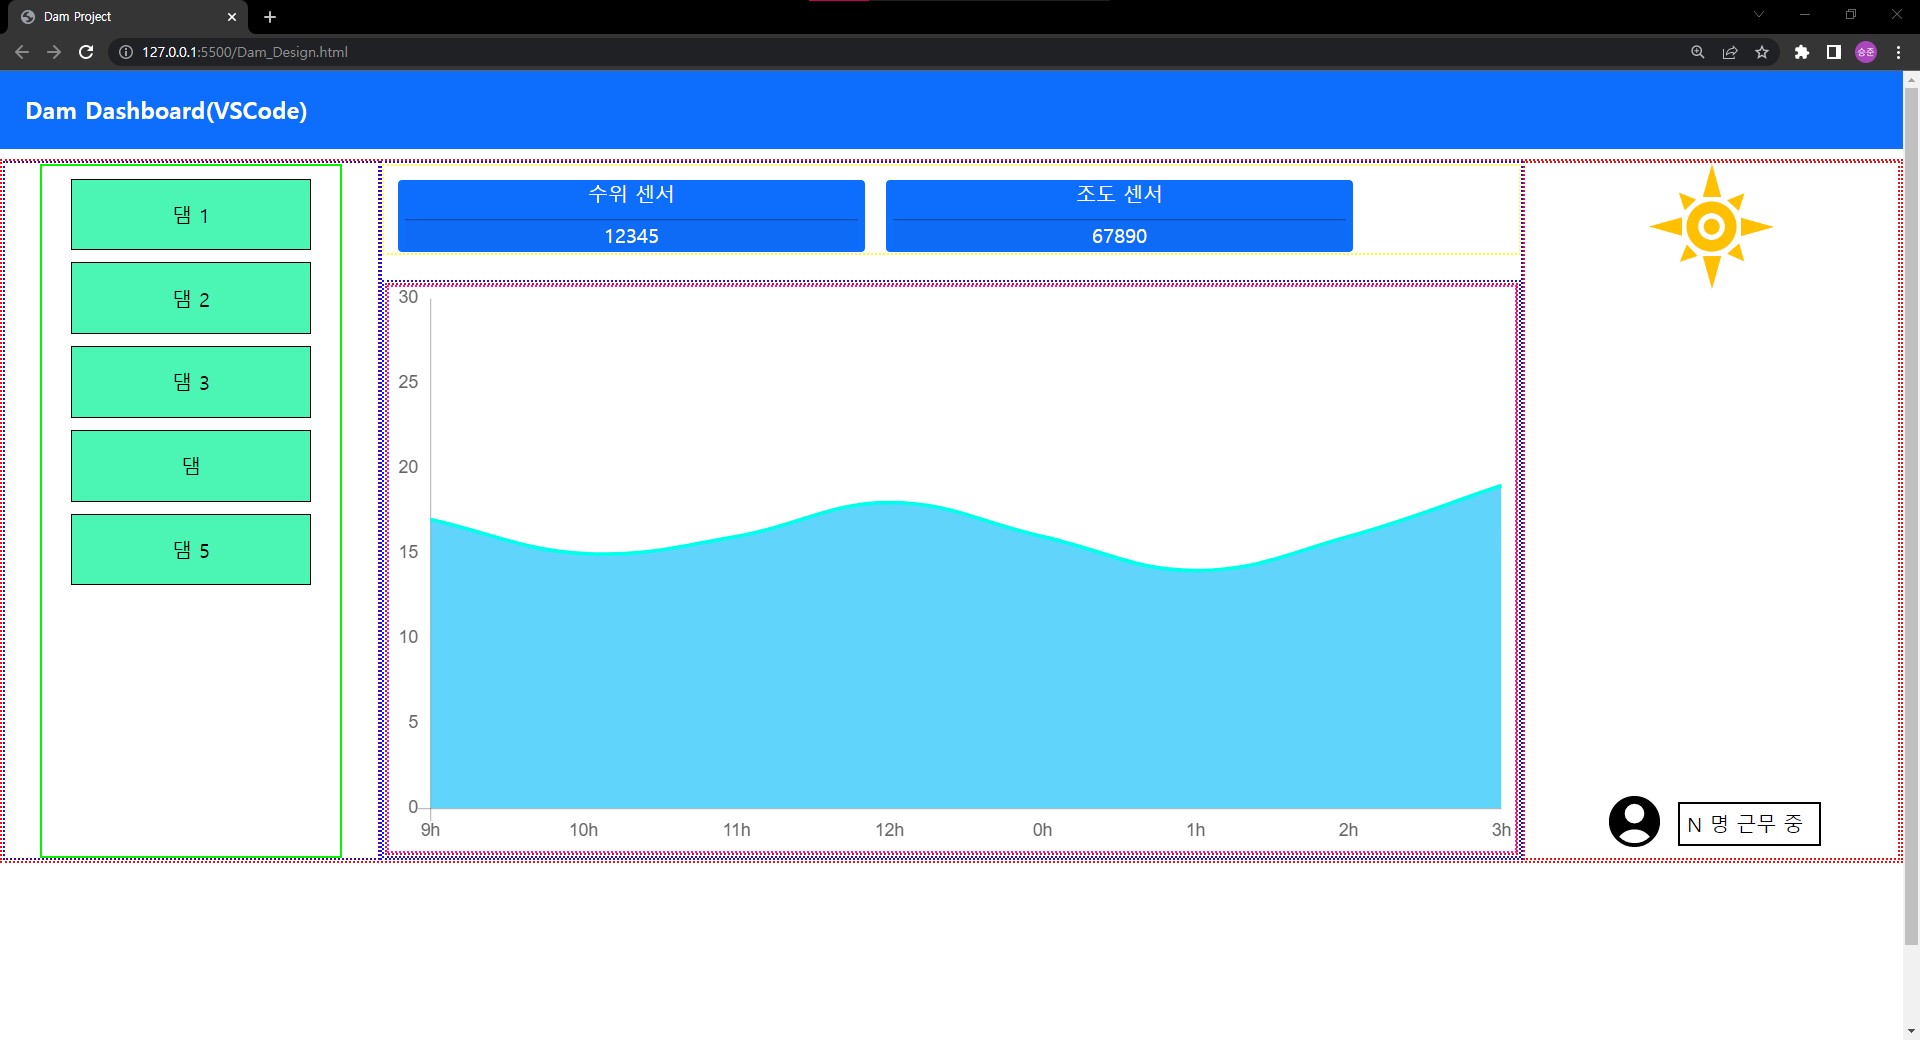 Dam Project
127.0.0.1:5500/Dam_Design.html
승준
Dam Dashboard(VSCode)
댐 1
댐 2
댐 3
댐
댐 5
수위 센서
12345
조도 센서
67890
30
25
20
15
10
5
0
9h 10h 11h 12h 0h 1h 2h 3h
N 명 근무 중